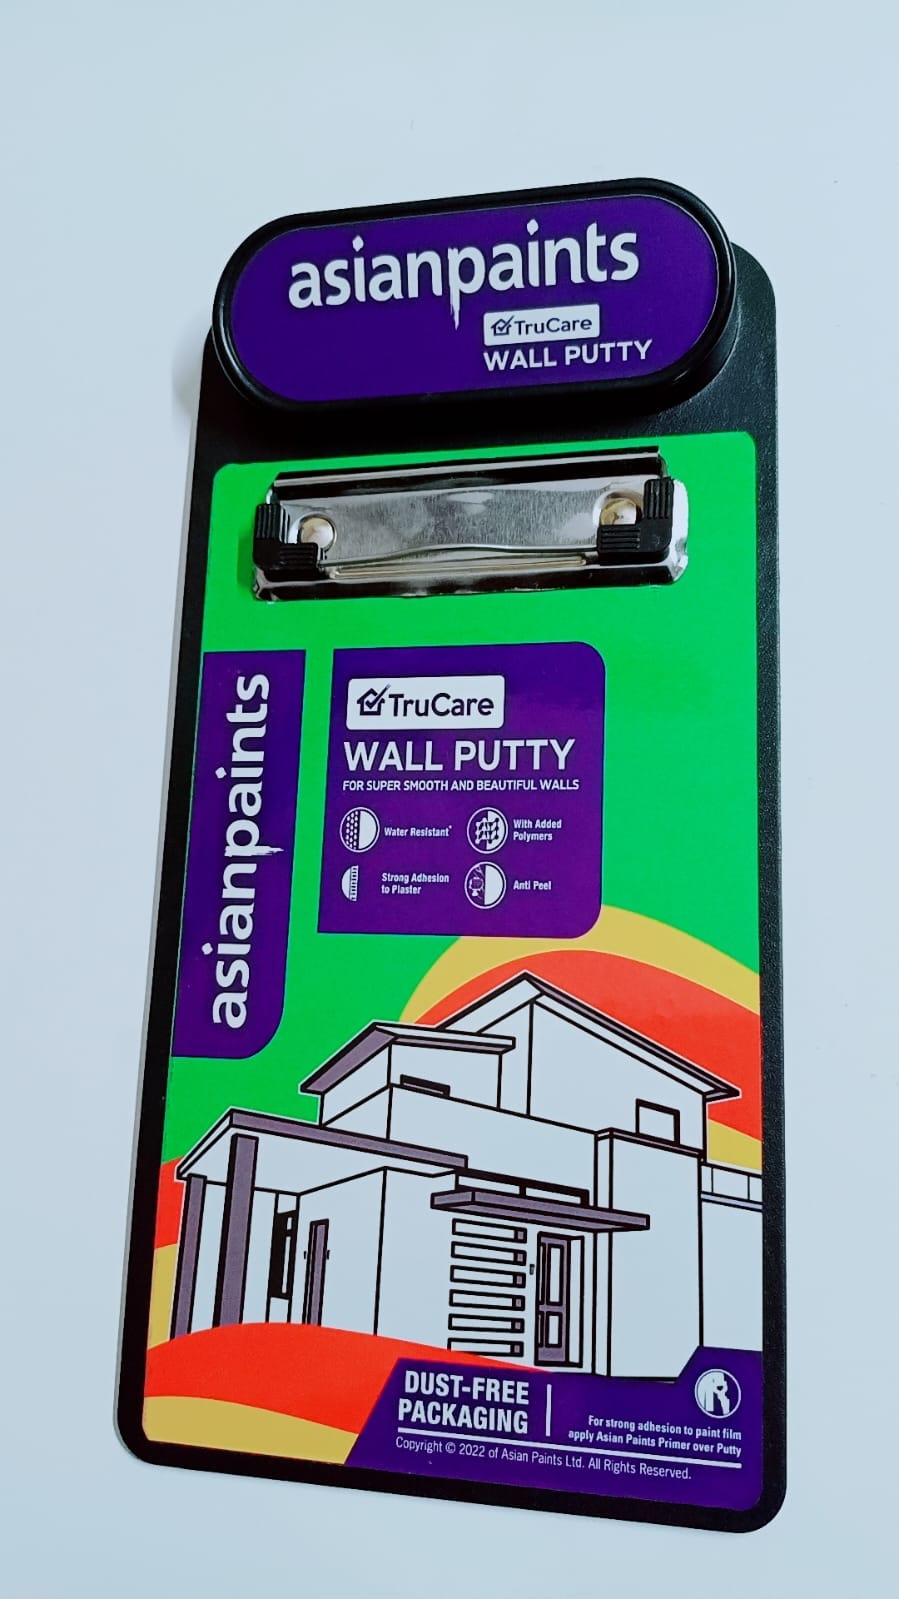 asianpaints
TruCare
WALL PUTTY
asianpaints
TruCare
WALL PUTTY
FOR SUPER SMOOTH AND BEAUTIFUL WALLS
Water Resistant*
With Added
Polymers
Strong Adhesion
to Plaster
Anti Peel
DUST-FREE
PACKAGING
For strong adhesion to paint film
apply Asian Paints Primer over Putty
Copyright © 2022 of Asian Paints Ltd. All Rights Reserved.